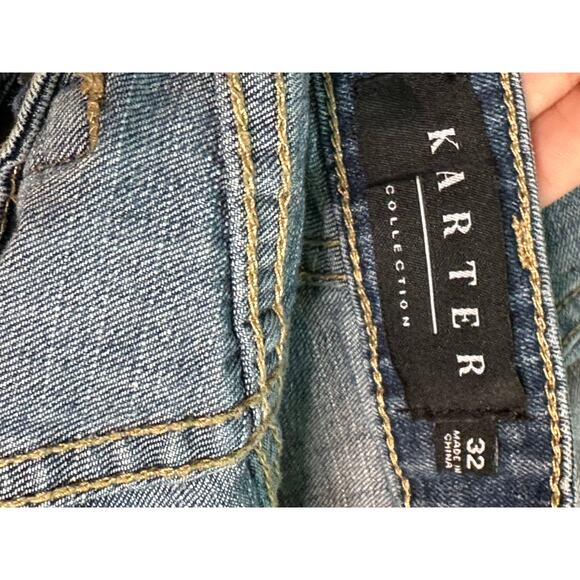 KARTER
COLLECTION
32
MADE IN
CHINA